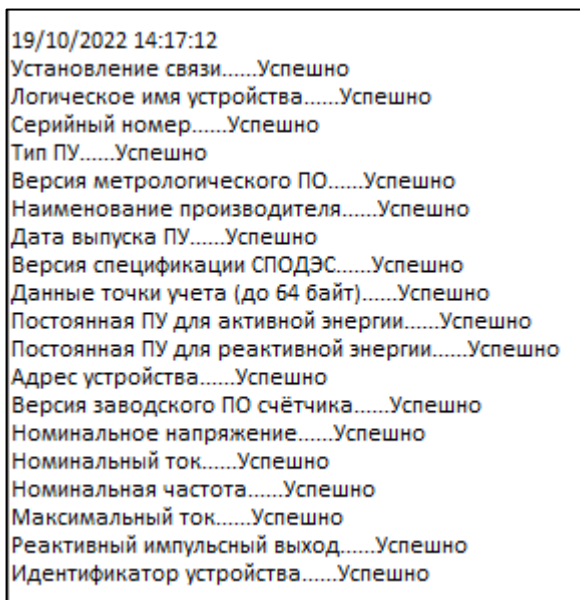 19/10/2022 14:17:12
Установление связи......Успешно
Логическое имя устройства......Успешно
Серийный номер......Успешно
Тип ПУ......Успешно
Версия метрологического ПО......Успешно
Наименование производителя......Успешно
Дата выпуска ПУ......Успешно
Версия спецификации СПОДЭС......Успешно
Данные точки учета (до 64 байт)......Успешно
Постоянная ПУ для активной энергии......Успешно
Постоянная ПУ для реактивной энергии......Успешно
Адрес устройства......Успешно
Версия заводского ПО счётчика......Успешно
Номинальное напряжение......Успешно
Номинальный ток......Успешно
Номинальная частота......Успешно
Максимальный ток......Успешно
Реактивный импульсный выход......Успешно
Идентификатор устройства......Успешно